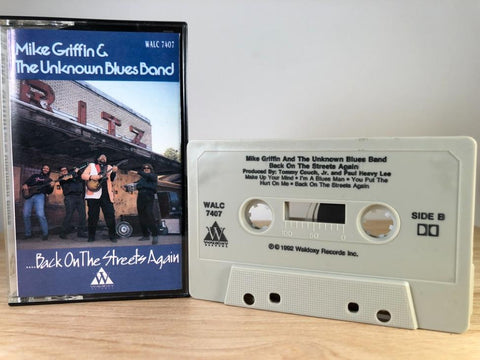 WALC 7407
Mike Griffin &
The Unknown Blues Band
RITZ
....Back On The Streets Again
Mike Griffin And The Unknown Blues Band
Back On The Streets Again
Produced By: Tommy Couch, Jr. and Paul Heavy Lee
Make Up Your Mind • I'm A Blues Man • You Put The
Hurt On Me • Back On The Streets Again
WALC
7407
SIDE B
100 50 0
℗© 1992 Waldoxy Records Inc.